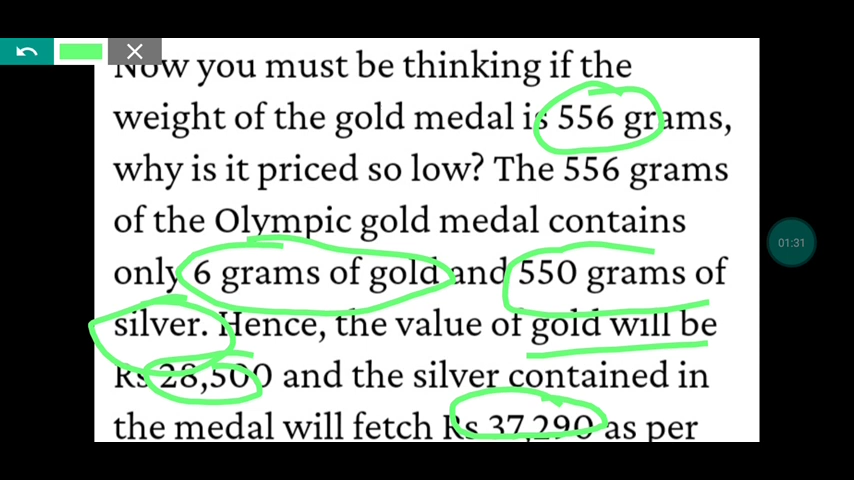 Now you must be thinking if the
weight of the gold medal is 556 grams,
why is it priced so low? The 556 grams
of the Olympic gold medal contains
only 6 grams of gold and 550 grams of
silver. Hence, the value of gold will be
Rs 28,500 and the silver contained in
the medal will fetch Rs 37,290 as per
01:31